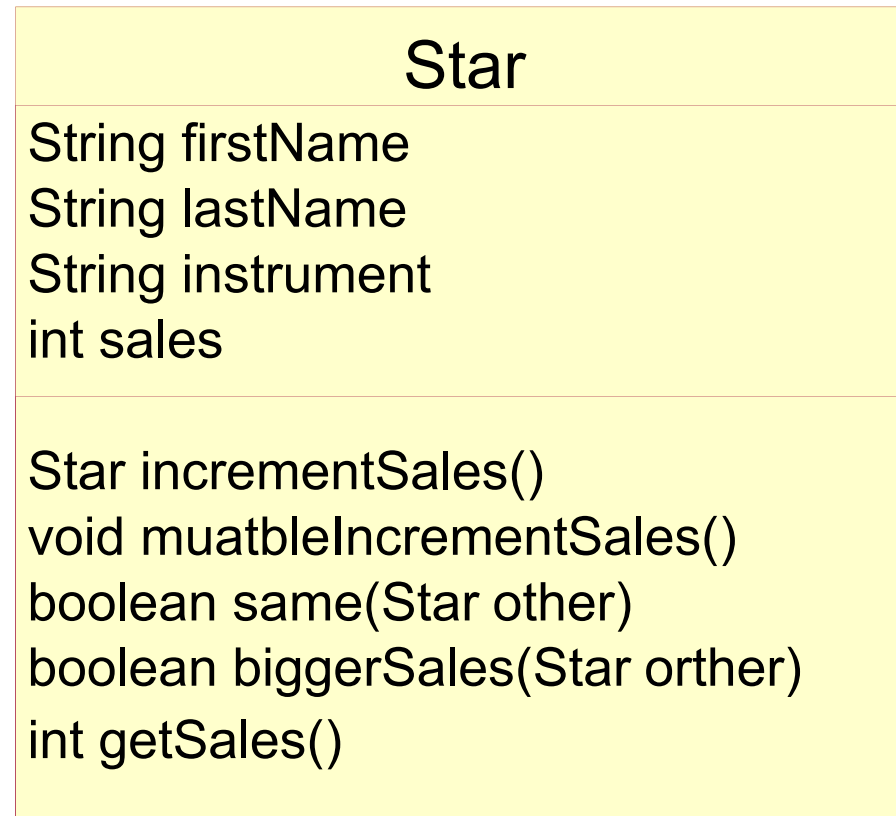 Star
String firstName
String lastName
String instrument
int sales
Star incrementSales()
void muatbleIncrementSales()
boolean same(Star other)
boolean biggerSales(Star orther)
int getSales()